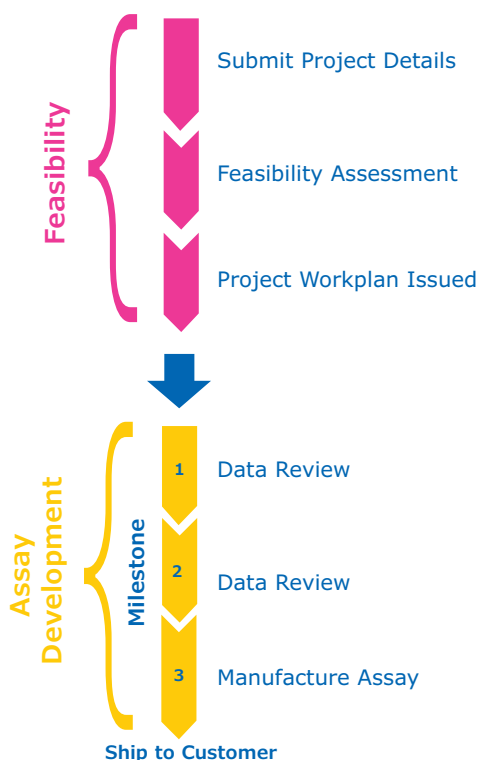 Feasibility
Submit Project Details
Feasibility Assessment
Project Workplan Issued
Assay
Development
Milestone
1
Data Review
2
Data Review
3
Manufacture Assay
Ship to Customer